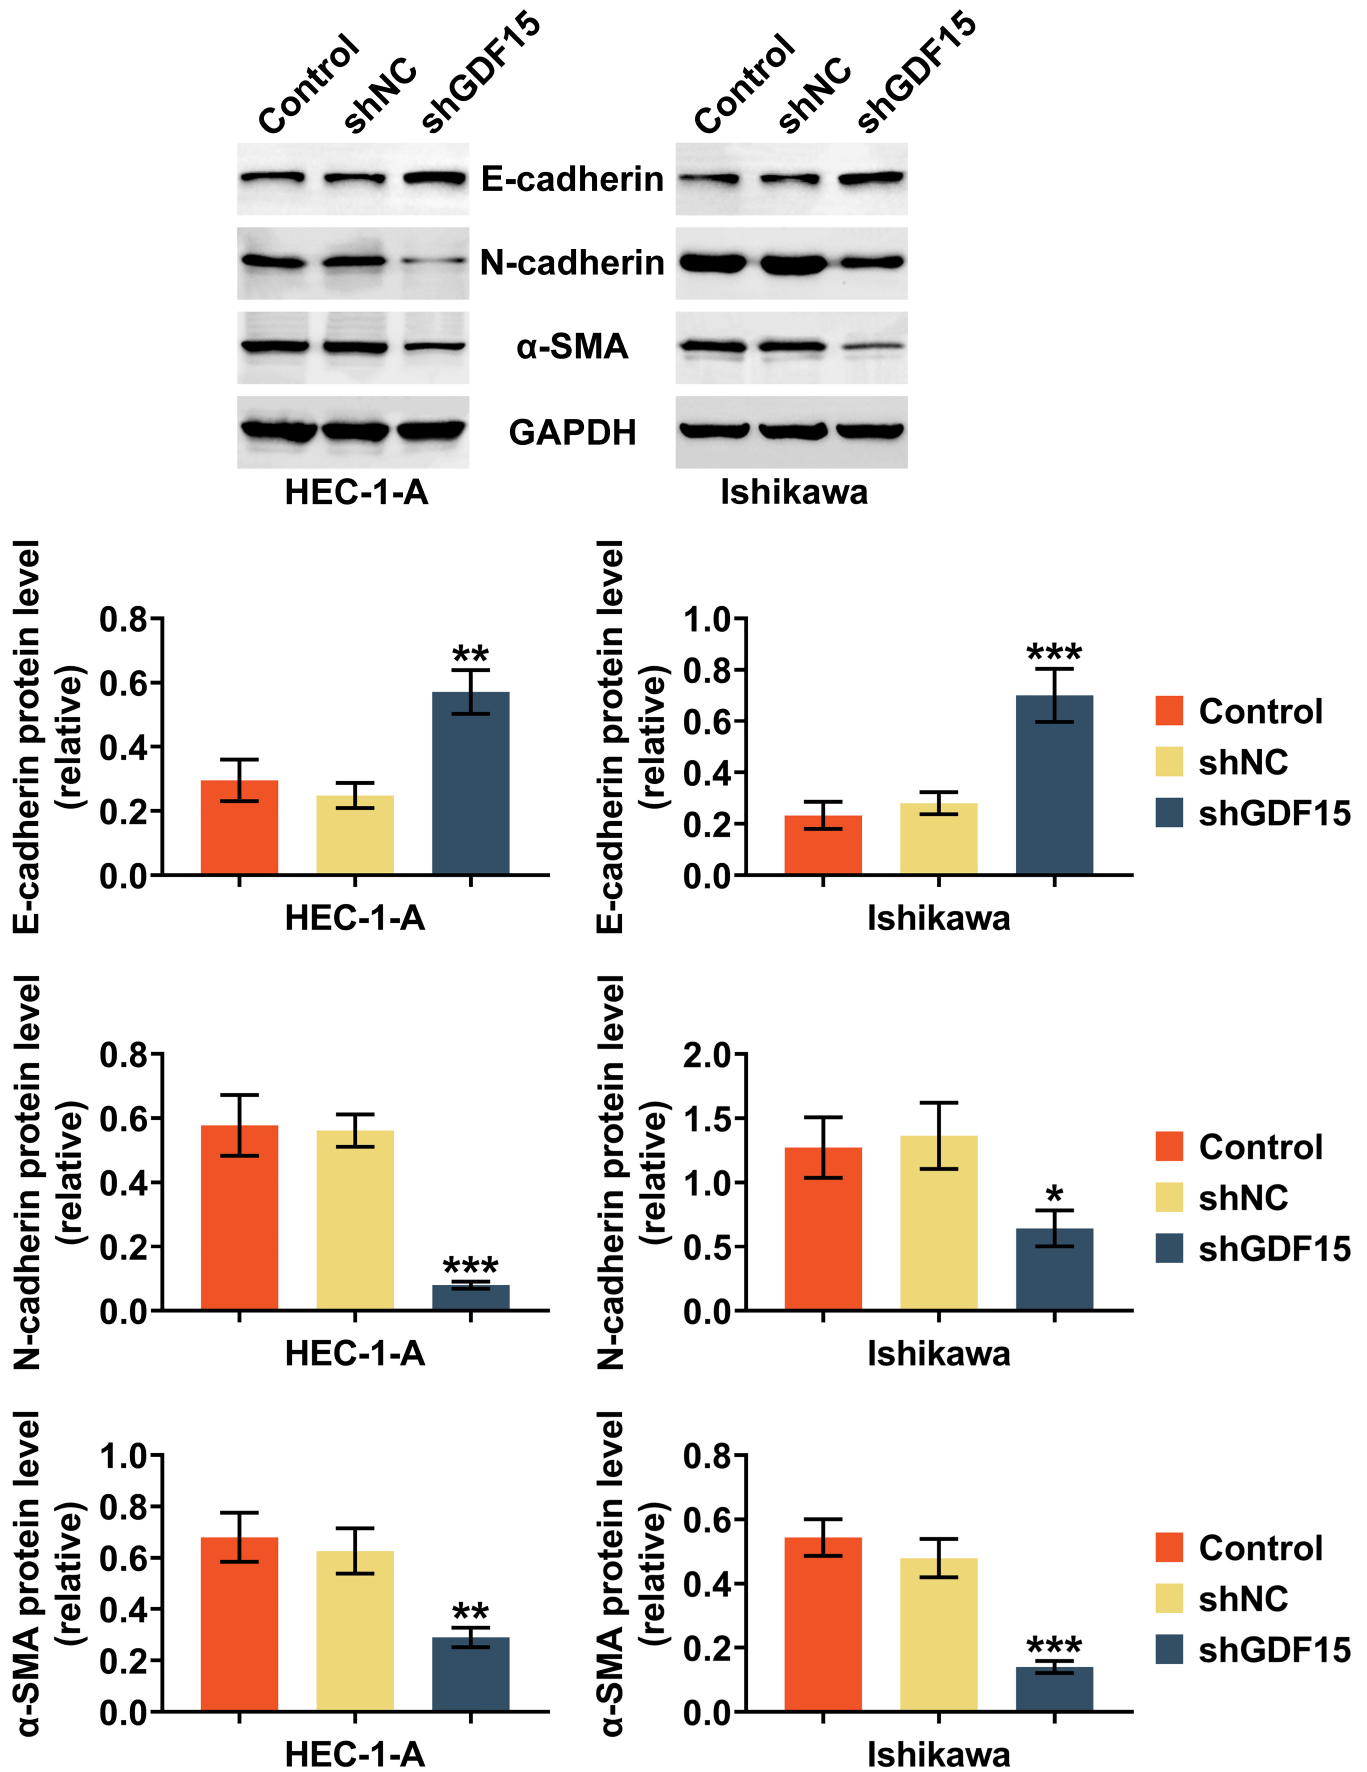 Control shNC shGDF15 Control shNC shGDF15
E-cadherin
N-cadherin
α-SMA
GAPDH
HEC-1-A Ishikawa
E-cadherin protein level
(relative)
0.8
0.6
0.4
0.2
0.0
**
HEC-1-A
E-cadherin protein level
(relative)
1.0
0.8
0.6
0.4
0.2
0.0
***
Ishikawa
Control
shNC
shGDF15
N-cadherin protein level
(relative)
0.8
0.6
0.4
0.2
0.0
***
HEC-1-A
N-cadherin protein level
(relative)
2.0
1.5
1.0
0.5
0.0
*
Ishikawa
Control
shNC
shGDF15
α-SMA protein level
(relative)
1.0
0.8
0.6
0.4
0.2
0.0
**
HEC-1-A
α-SMA protein level
(relative)
0.8
0.6
0.4
0.2
0.0
***
Ishikawa
Control
shNC
shGDF15